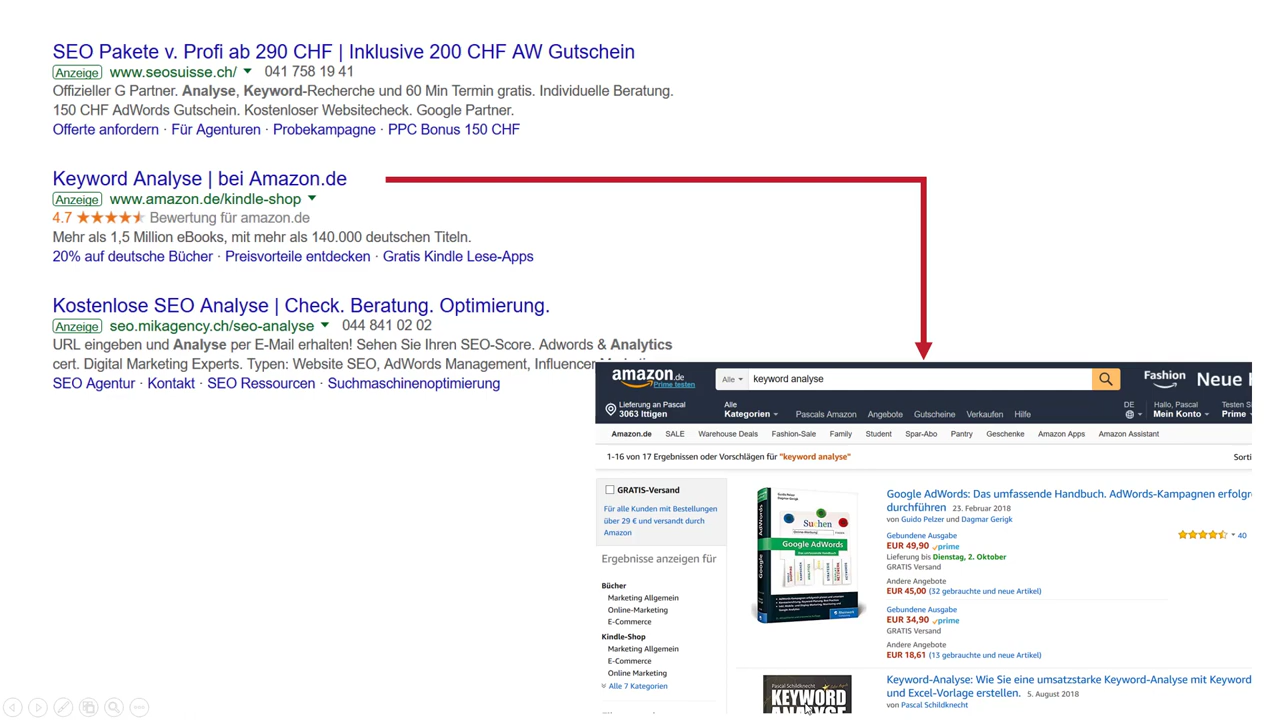 SEO Pakete v. Profi ab 290 CHF | Inklusive 200 CHF AW Gutschein
Anzeige www.seosuisse.ch/ 041 758 19 41
Offizieller G Partner. Analyse, Keyword-Recherche und 60 Min Termin gratis. Individuelle Beratung.
150 CHF AdWords Gutschein. Kostenloser Websitecheck. Google Partner.
Offerte anfordern · Für Agenturen · Probekampagne · PPC Bonus 150 CHF
Keyword Analyse | bei Amazon.de
Anzeige www.amazon.de/kindle-shop
4.7 Bewertung für amazon.de
Mehr als 1,5 Million eBooks, mit mehr als 140.000 deutschen Titeln.
20% auf deutsche Bücher · Preisvorteile entdecken · Gratis Kindle Lese-Apps
Kostenlose SEO Analyse | Check. Beratung. Optimierung.
Anzeige seo.mikagency.ch/seo-analyse 044 841 02 02
URL eingeben und Analyse per E-Mail erhalten! Sehen Sie Ihren SEO-Score. Adwords & Analytics
cert. Digital Marketing Experts. Typen: Website SEO, AdWords Management, Influencer
SEO Agentur · Kontakt · SEO Ressourcen · Suchmaschinenoptimierung
amazon.de
Prime testen
Alle keyword analyse
Fashion Neue
Lieferung an Pascal
3063 Ittigen
Alle
Kategorien
Pascals Amazon Angebote Gutscheine Verkaufen Hilfe
DE
Hallo, Pascal
Mein Konto
Testen
Prime
Amazon.de SALE Warehouse Deals Fashion-Sale Family Student Spar-Abo Pantry Geschenke Amazon Apps Amazon Assistant
1-16 von 17 Ergebnissen oder Vorschlägen für "keyword analyse" Sorti
GRATIS-Versand
Für alle Kunden mit Bestellungen
über 29 € und versandt durch
Amazon
Ergebnisse anzeigen für
Bücher
Marketing Allgemein
Online-Marketing
E-Commerce
Kindle-Shop
Marketing Allgemein
E-Commerce
Online Marketing
Alle 7 Kategorien
Suchen
Google AdWords
Google AdWords: Das umfassende Handbuch. AdWords-Kampagnen erfolgre
durchführen 23. Februar 2018
von Guido Pelzer und Dagmar Gerigk
Gebundene Ausgabe
EUR 49,90 prime
Lieferung bis Dienstag, 2. Oktober
GRATIS Versand
Andere Angebote
EUR 45,00 (32 gebrauchte und neue Artikel)
40
Gebundene Ausgabe
EUR 34,90 prime
GRATIS Versand
Andere Angebote
EUR 18,61 (13 gebrauchte und neue Artikel)
Pascal Schildknecht
KEYWORD
ANALYSE
Keyword-Analyse: Wie Sie eine umsatzstarke Keyword-Analyse mit Keyword
und Excel-Vorlage erstellen. 5. August 2018
von Pascal Schildknecht